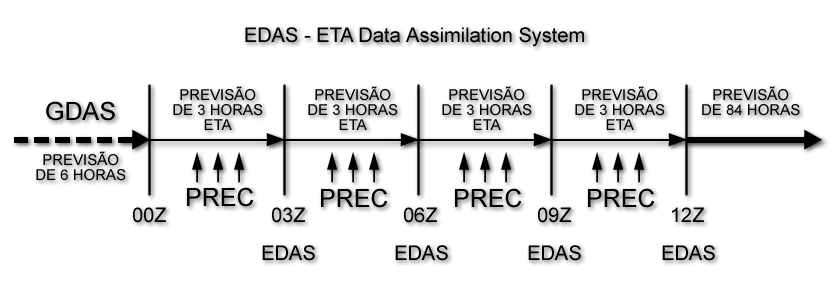 EDAS - ETA Data Assimilation System
GDAS
PREVISÃO
DE 6 HORAS
PREVISÃO
DE 3 HORAS
ETA
PREVISÃO
DE 3 HORAS
ETA
PREVISÃO
DE 3 HORAS
ETA
PREVISÃO
DE 3 HORAS
ETA
PREVISÃO
DE 84 HORAS
PREC
PREC
PREC
PREC
00Z
03Z
06Z
09Z
12Z
EDAS
EDAS
EDAS
EDAS